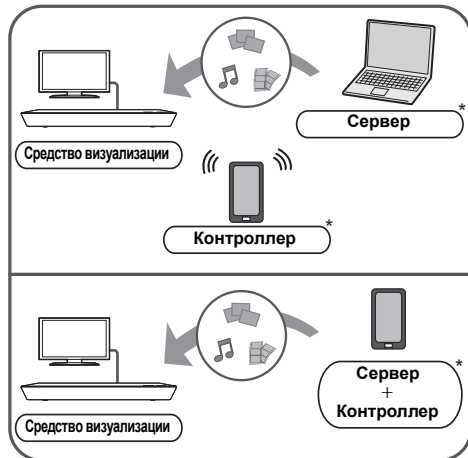 Сервер*
Средство визуализации
Контроллер*
Сервер*
+
Контроллер
Средство визуализации